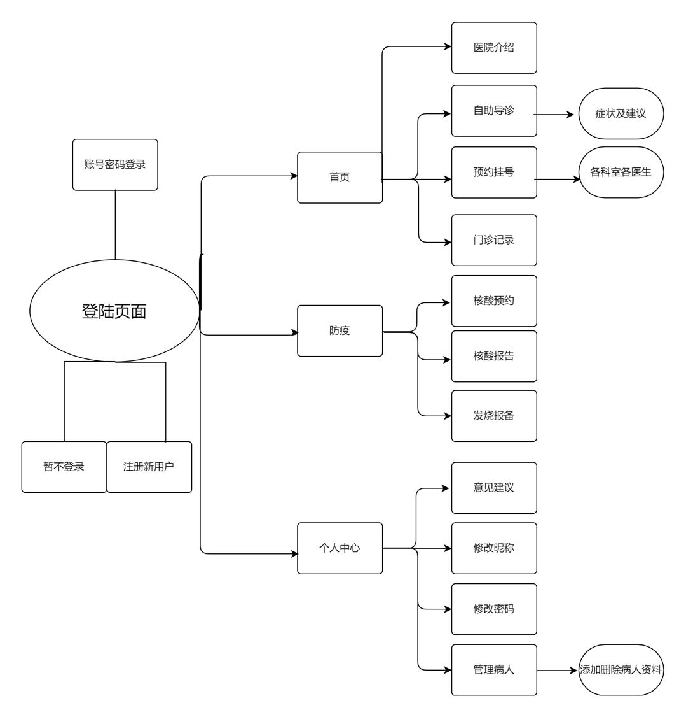 账号密码登录
登陆页面
暂不登录
注册新用户
首页
医院介绍
自助导诊
症状及建议
预约挂号
各科室各医生
门诊记录
防疫
核酸预约
核酸报告
发烧报备
个人中心
意见建议
修改昵称
修改密码
管理病人
添加删除病人资料